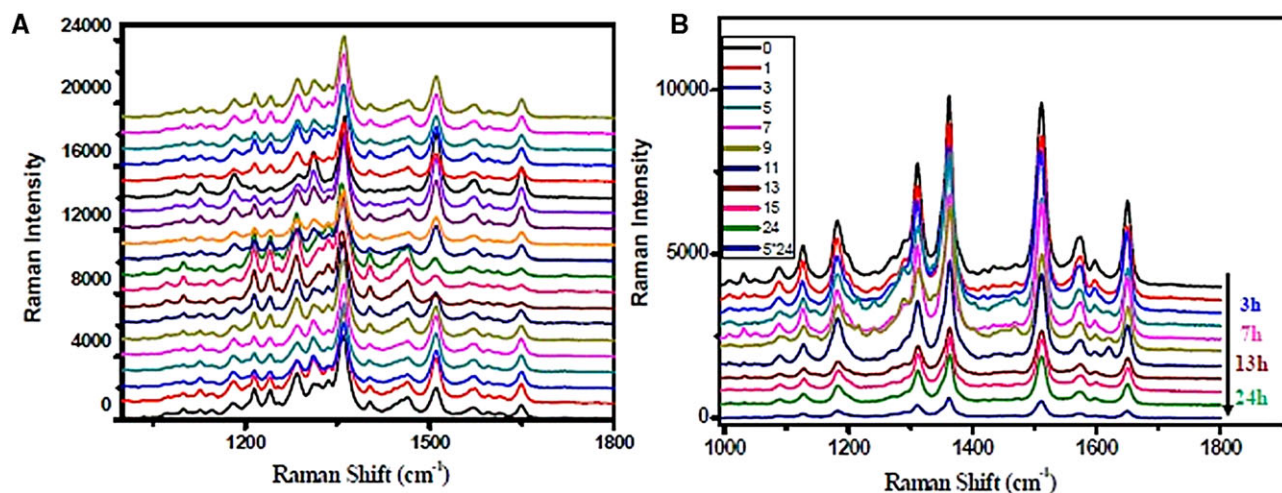 A
24000
20000
16000
12000
8000
4000
0
Raman Intensity
1200
1500
1800
Raman Shift (cm⁻¹)
B
0
1
3
5
7
9
11
13
15
24
5*24
10000
5000
0
Raman Intensity
3h
7h
13h
24h
1000
1200
1400
1600
1800
Raman Shift (cm⁻¹)